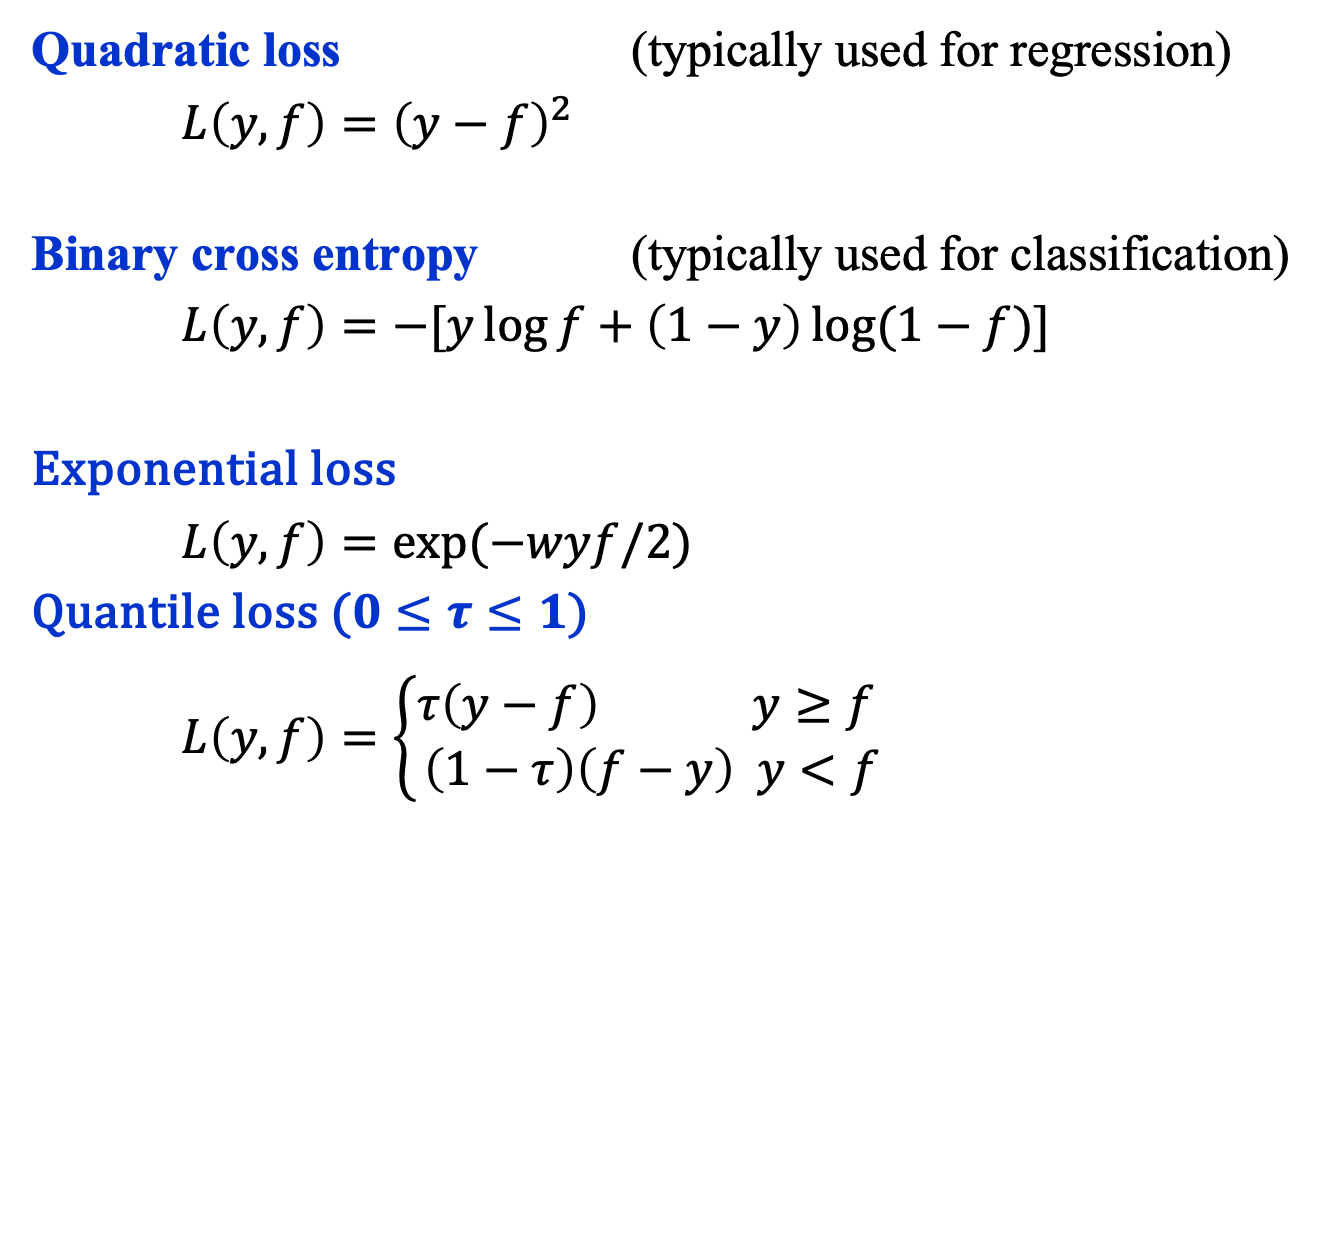 Quadratic loss (typically used for regression)
L(y, f) = (y − f)²
Binary cross entropy (typically used for classification)
L(y, f) = −[y log f + (1 − y) log(1 − f)]
Exponential loss
L(y, f) = exp(−wyf/2)
Quantile loss (0 ≤ τ ≤ 1)
L(y, f) = { τ(y − f) y ≥ f
(1 − τ)(f − y) y < f